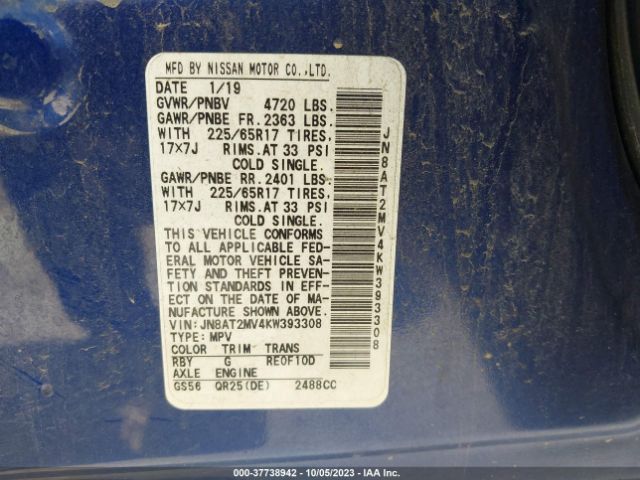 MFD BY NISSAN MOTOR CO.,LTD.
DATE 1/19
GVWR/PNBV 4720 LBS.
GAWR/PNBE FR. 2363 LBS.
WITH 225/65R17 TIRES,
17×7J RIMS.AT 33 PSI
COLD SINGLE.
GAWR/PNBE RR. 2401 LBS.
WITH 225/65R17 TIRES,
17×7J RIMS.AT 33 PSI
COLD SINGLE.
THIS VEHICLE CONFORMS
TO ALL APPLICABLE FED-
ERAL MOTOR VEHICLE SA-
FETY AND THEFT PREVEN-
TION STANDARDS IN EFF-
ECT ON THE DATE OF MA-
NUFACTURE SHOWN ABOVE.
VIN: JN8AT2MV4KW393308
TYPE: MPV
COLOR TRIM TRANS
RBY G RE0F10D
AXLE ENGINE
GS56 QR25(DE) 2488CC
JN8AT2MV4KW393308
000-37738942 - 10/05/2023 - IAA Inc.